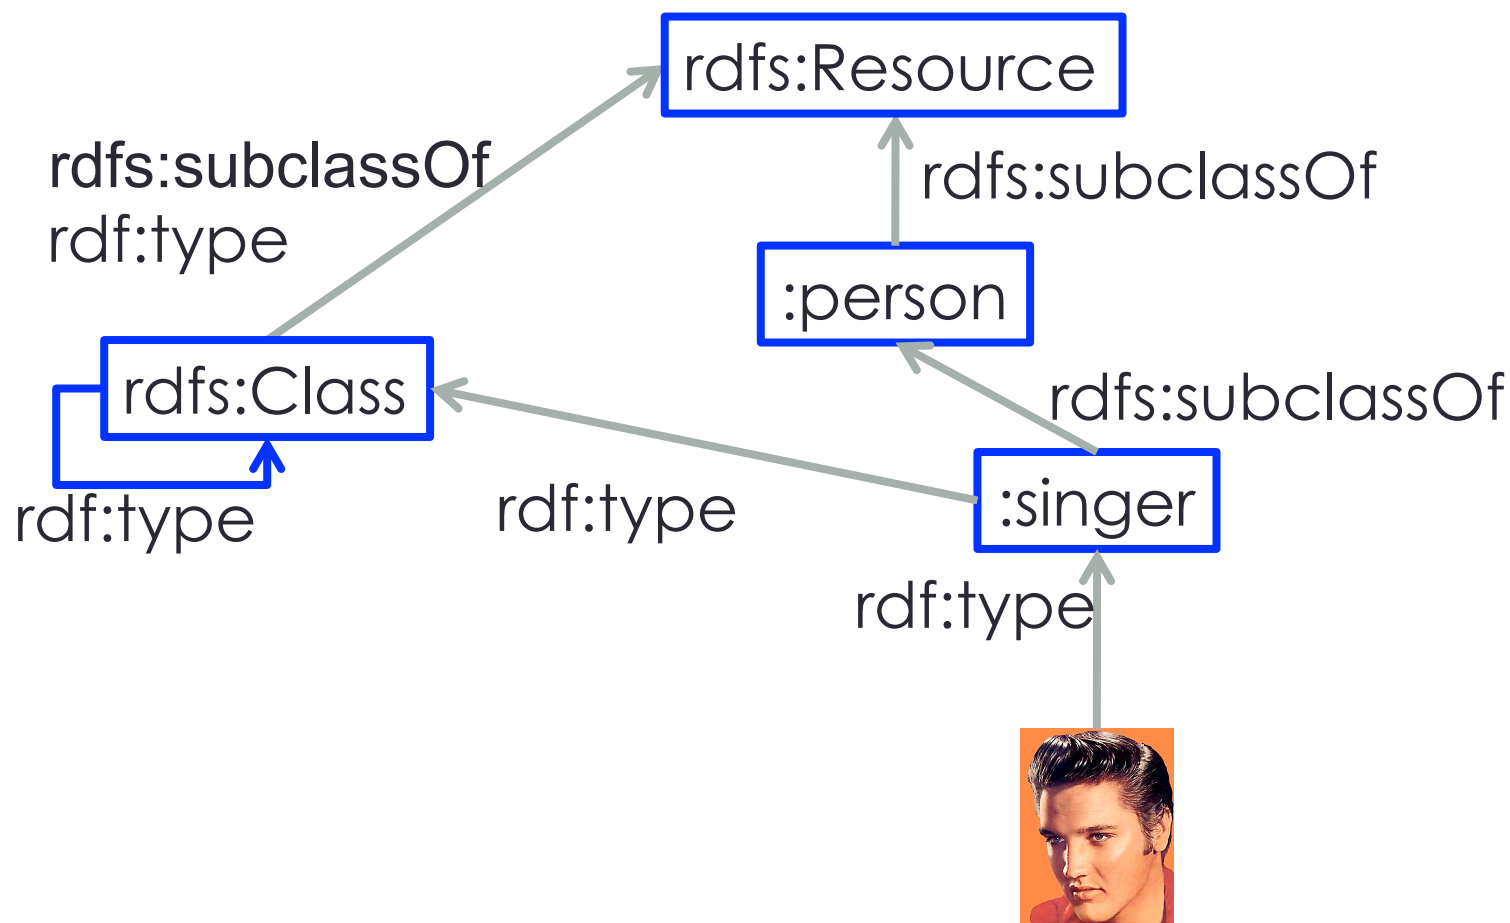 rdfs:Resource
rdfs:subclassOf
rdf:type
rdfs:subclassOf
:person
rdfs:Class
rdfs:subclassOf
rdf:type
rdf:type
:singer
rdf:type